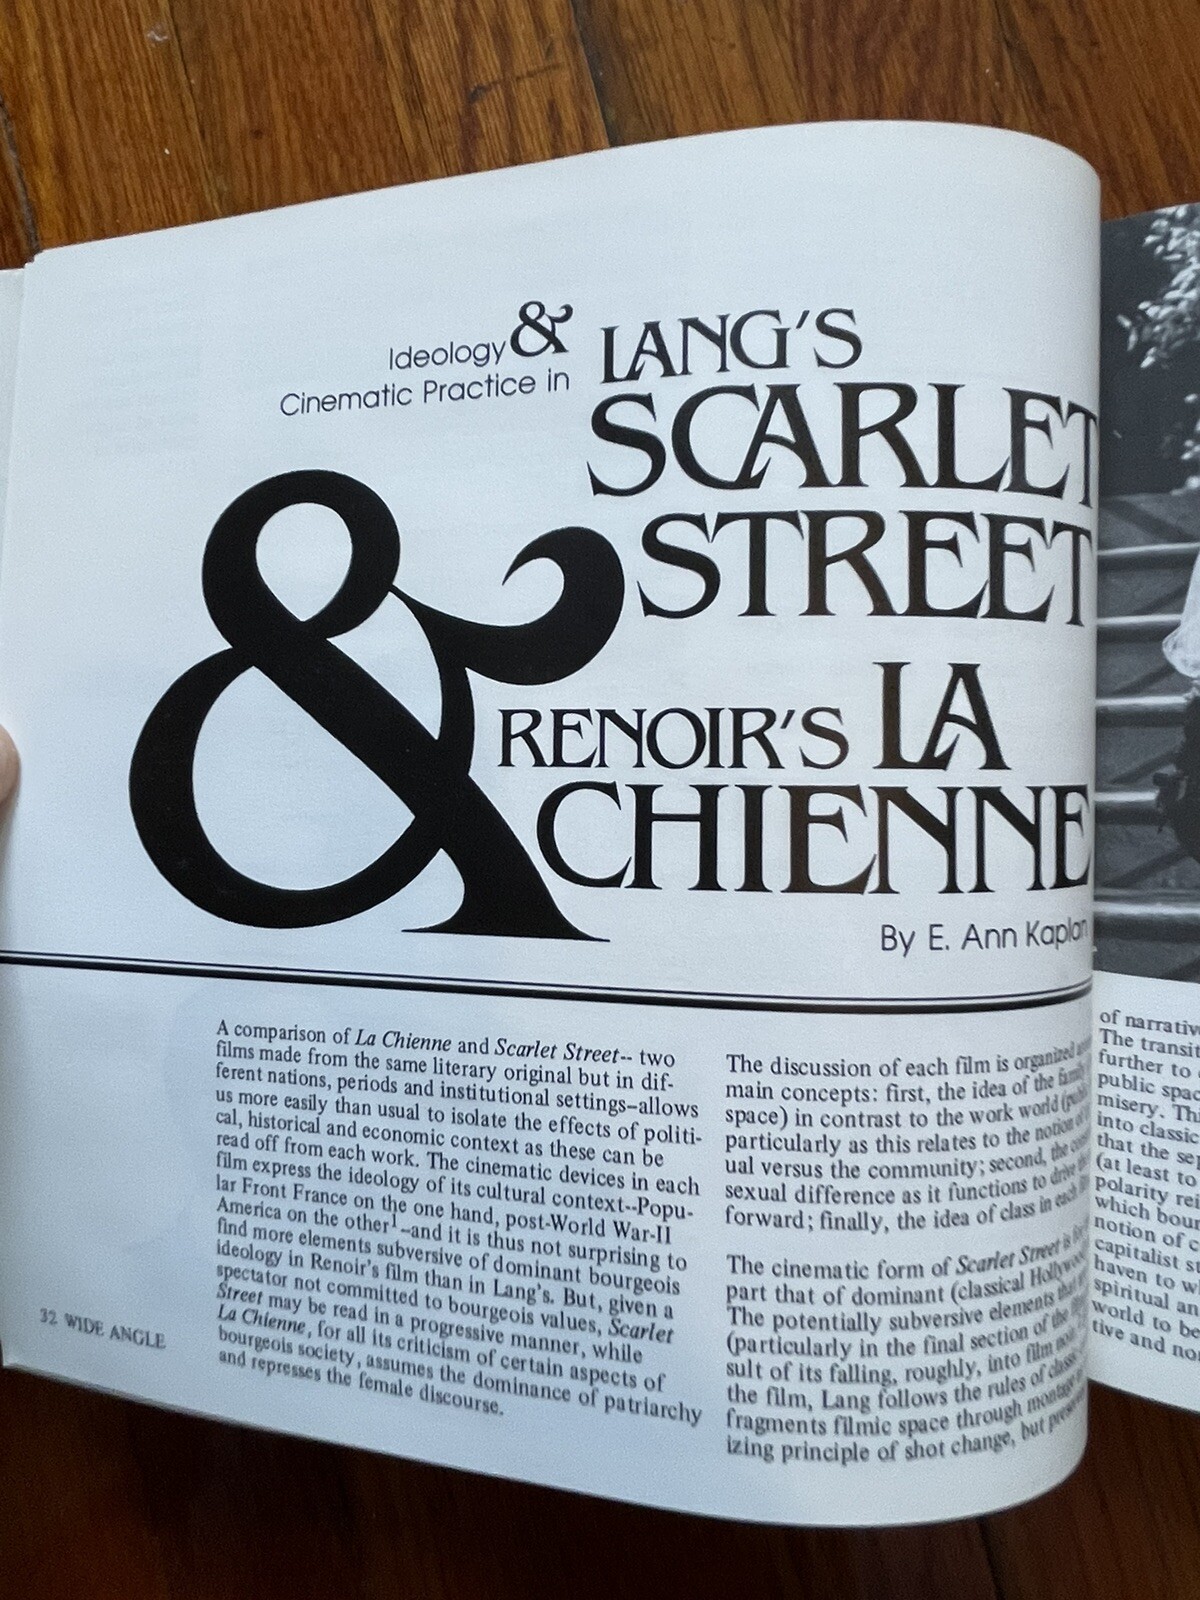 Ideology &
Cinematic Practice in
LANG'S
SCARLET
STREET
&
RENOIR'S LA
CHIENNE
By E. Ann Kaplan
A comparison of La Chienne and Scarlet Street-- two
films made from the same literary original but in dif-
ferent nations, periods and institutional settings–allows
us more easily than usual to isolate the effects of politi-
cal, historical and economic context as these can be
read off from each work. The cinematic devices in each
film express the ideology of its cultural context--Popu-
lar Front France on the one hand, post-World War-II
America on the other1–and it is thus not surprising to
find more elements subversive of dominant bourgeois
ideology in Renoir's film than in Lang's. But, given a
spectator not committed to bourgeois values, Scarlet
Street may be read in a progressive manner, while
La Chienne, for all its criticism of certain aspects of
bourgeois society, assumes the dominance of patriarchy
and represses the female discourse.
The discussion of each film is organized
main concepts: first, the idea of the family
space) in contrast to the work world
particularly as this relates to the notion of
ual versus the community; second, the
sexual difference as it functions to drive
forward; finally, the idea of class in each
The cinematic form of Scarlet Street is
part that of dominant (classical Hollywood
The potentially subversive elements
(particularly in the final section of the
sult of its falling, roughly, into film noir
the film, Lang follows the rules of classic
fragments filmic space through montage
izing principle of shot change, but
of
The
further to
public
misery.
into classic
that the
(at least to
polarity
which
notion of
capitalist
haven to
spiritual
world to be
tive and
32 WIDE ANGLE